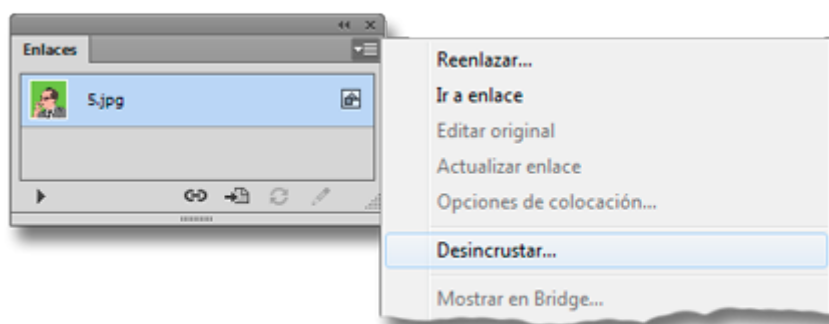 Enlaces
5.jpg
Reenlazar...
Ir a enlace
Editar original
Actualizar enlace
Opciones de colocación...
Desincrustar...
Mostrar en Bridge...